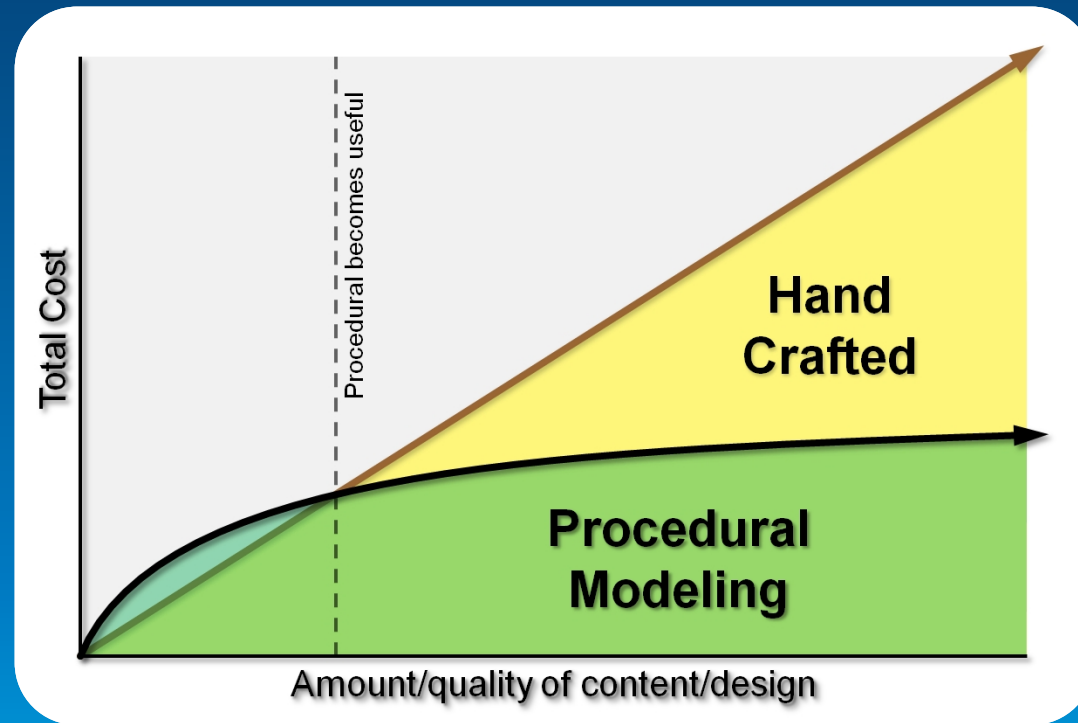 Total Cost
Procedural becomes useful
Hand
Crafted
Procedural
Modeling
Amount/quality of content/design